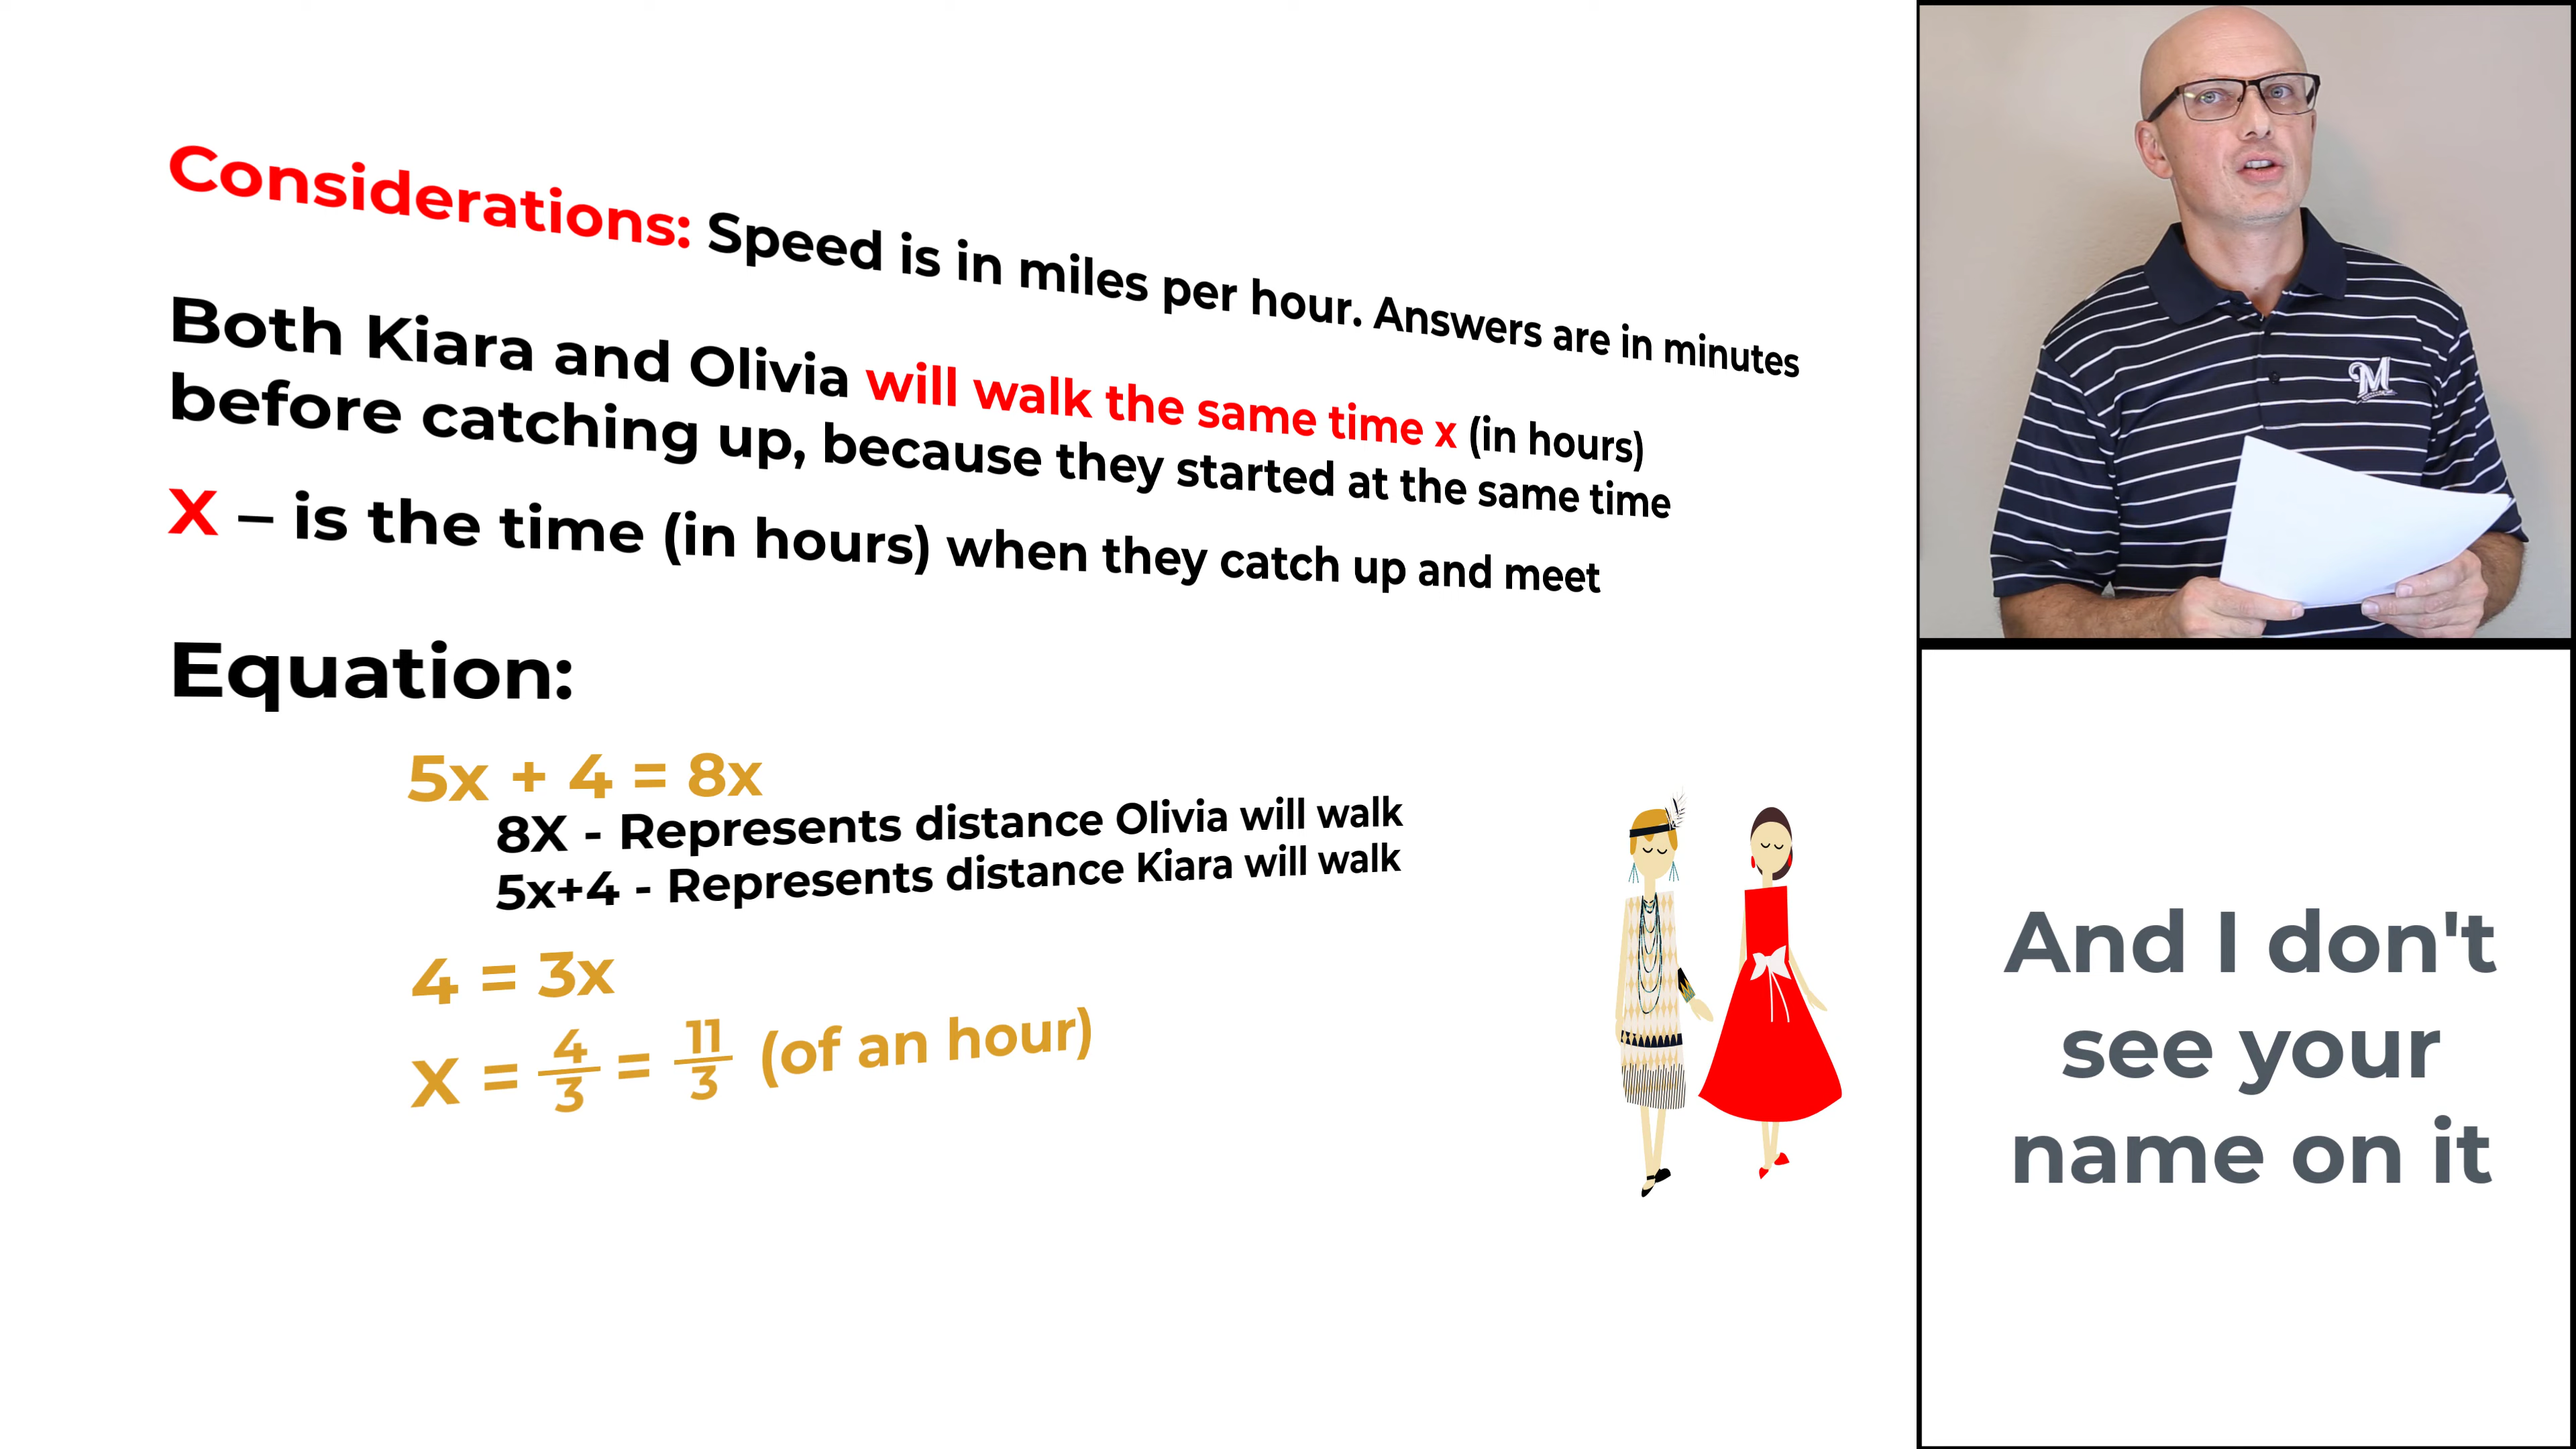 Considerations: Speed is in miles per hour. Answers are in minutes
Both Kiara and Olivia will walk the same time x (in hours)
before catching up, because they started at the same time
X – is the time (in hours) when they catch up and meet
Equation:
5x + 4 = 8x
8X - Represents distance Olivia will walk
5x+4 - Represents distance Kiara will walk
4 = 3x
X = 4/3 = 11/3 (of an hour)
M
And I don't
see your
name on it